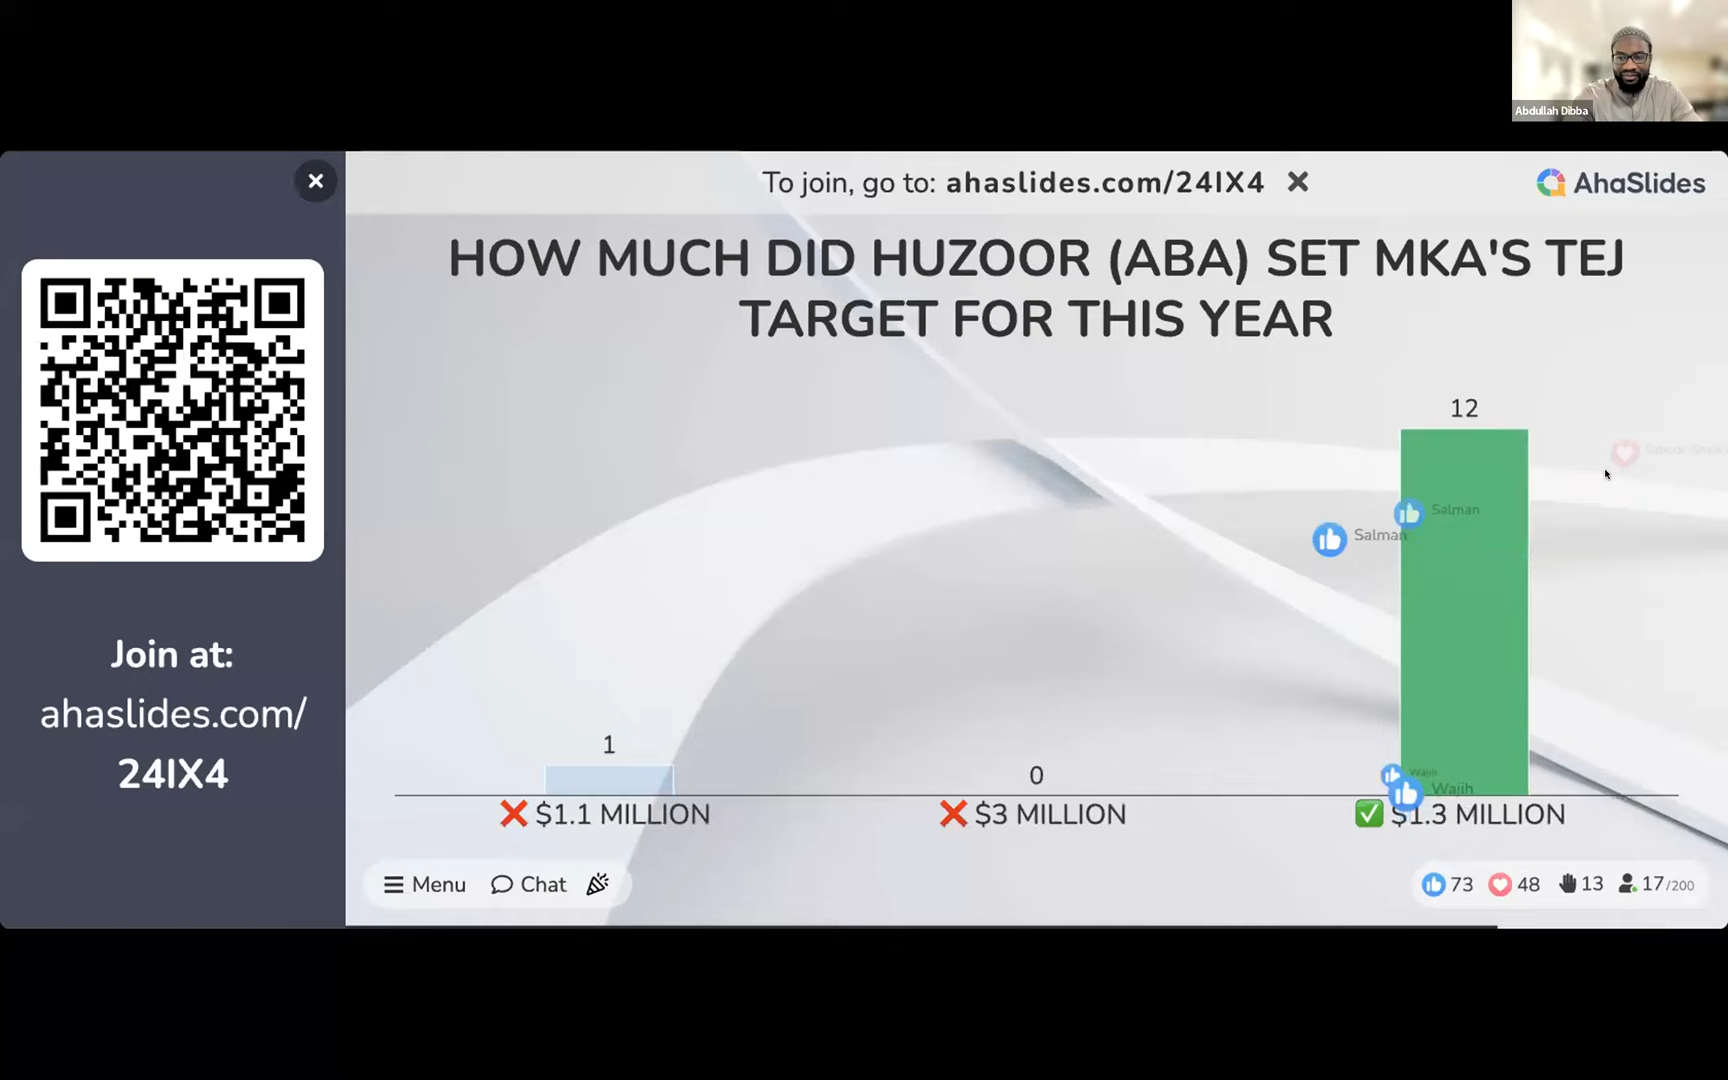 Abdullah Dibba
To join, go to: ahaslides.com/24IX4
AhaSlides
HOW MUCH DID HUZOOR (ABA) SET MKA'S TEJ
TARGET FOR THIS YEAR
12
Salman
Salman
1
0
Wajih
Wajih
$1.1 MILLION
$3 MILLION
$1.3 MILLION
Join at:
ahaslides.com/
24IX4
Menu
Chat
73
48
13
17/200